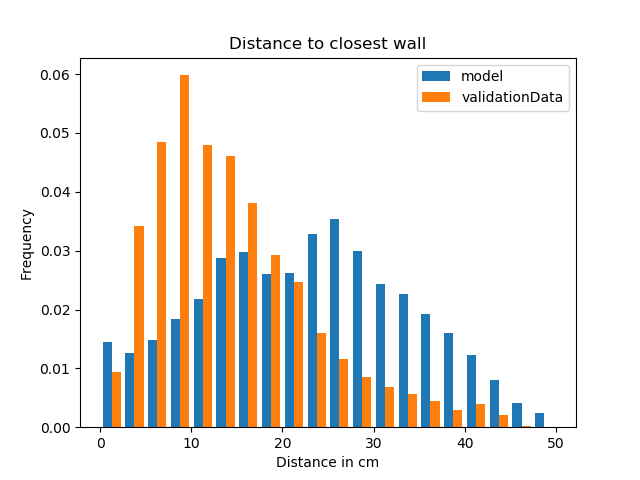 Distance to closest wall
model
validationData
Frequency
0.06
0.05
0.04
0.03
0.02
0.01
0.00
0 10 20 30 40 50
Distance in cm